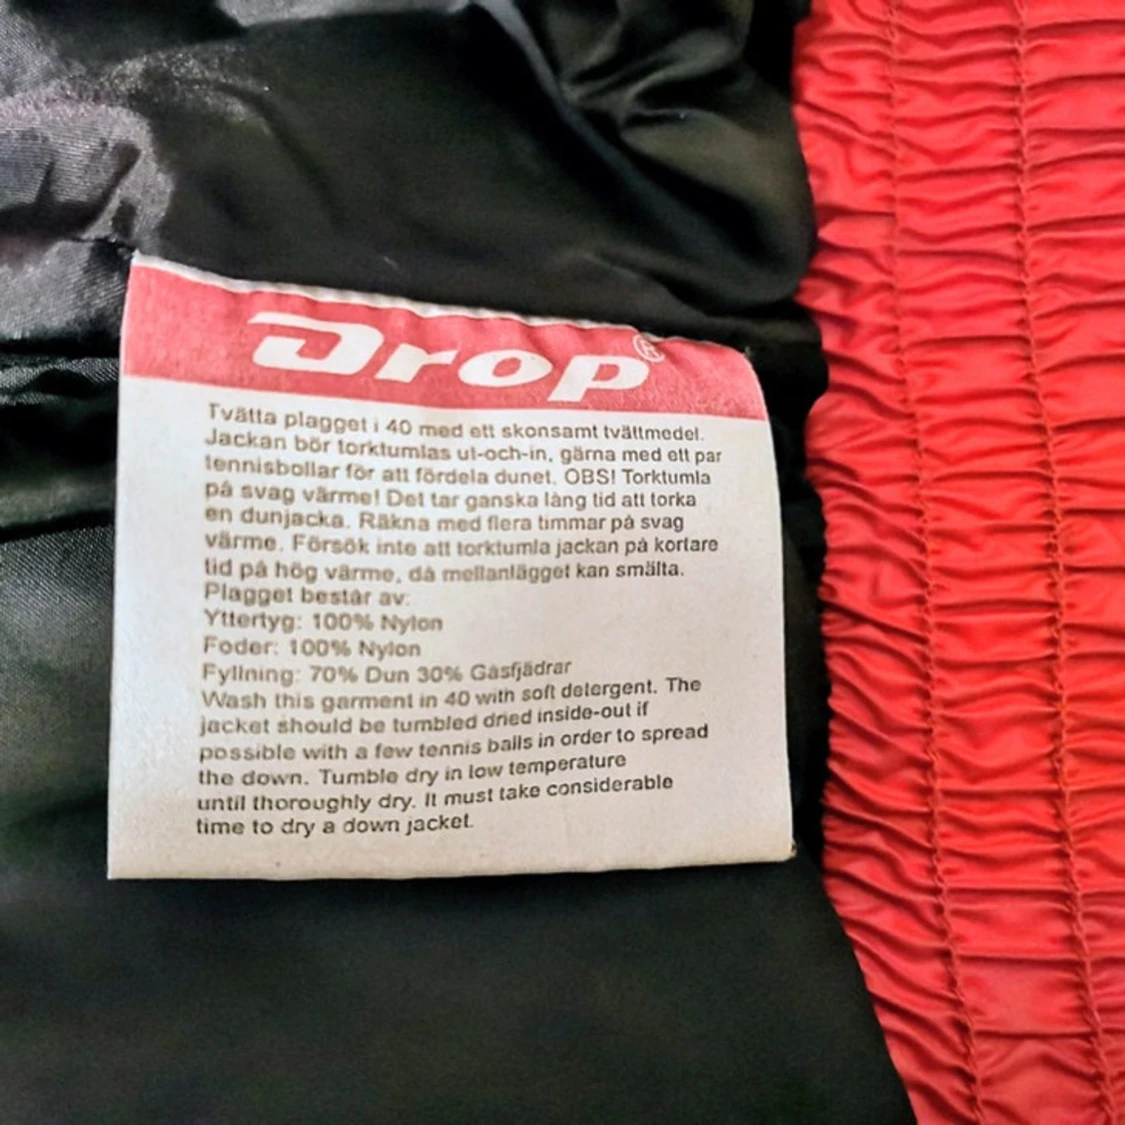 Drop®
Tvätta plagget i 40 med ett skonsamt tvättmedel.
Jackan bör torktumlas ut-och-in, gärna med ett par
tennisbollar för att fördela dunet. OBS! Torktumla
på svag värme! Det tar ganska lång tid att torka
en dunjacka. Räkna med flera timmar på svag
värme. Försök inte att torktumla jackan på kortare
tid på hög värme, då mellanlägget kan smälta.
Plagget består av:
Yttertyg: 100% Nylon
Foder: 100% Nylon
Fyllning: 70% Dun 30% Gåsfjädrar
Wash this garment in 40 with soft detergent. The
jacket should be tumbled dried inside-out if
possible with a few tennis balls in order to spread
the down. Tumble dry in low temperature
until thoroughly dry. It must take considerable
time to dry a down jacket.